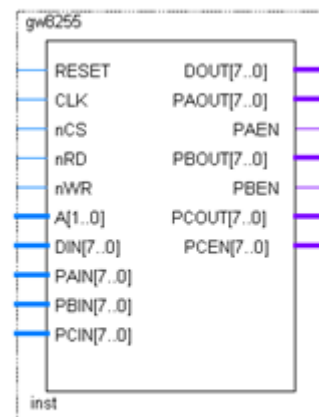 gw8255
RESET DOUT[7..0]
CLK PAOUT[7..0]
nCS PAEN
nRD PBOUT[7..0]
nWR PBEN
A[1..0] PCOUT[7..0]
DIN[7..0] PCEN[7..0]
PAIN[7..0]
PBIN[7..0]
PCIN[7..0]
inst